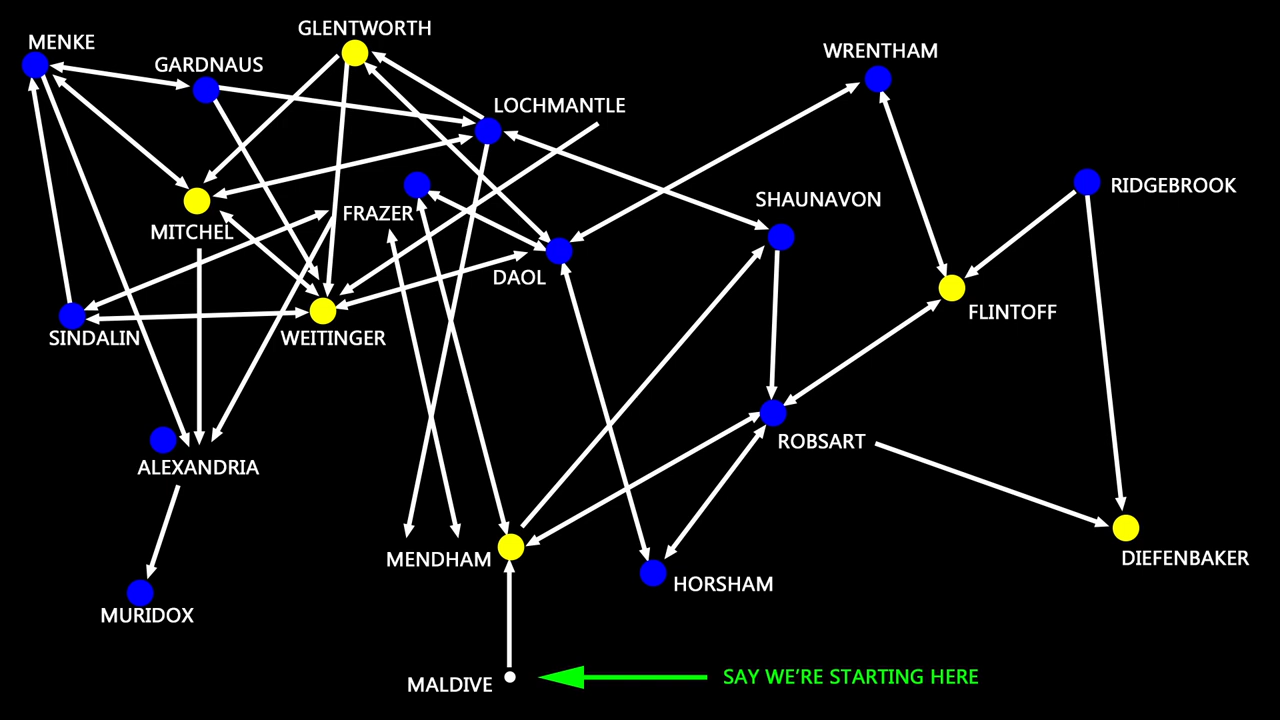 GLENTWORTH
MENKE
WRENTHAM
GARDNAUS
LOCHMANTLE
RIDGEBROOK
SHAUNAVON
FRAZER
MITCHEL
DAOL
FLINTOFF
SINDALIN
WEITINGER
ROBSART
ALEXANDRIA
MENDHAM
DIEFENBAKER
HORSHAM
MURIDOX
MALDIVE
SAY WE'RE STARTING HERE